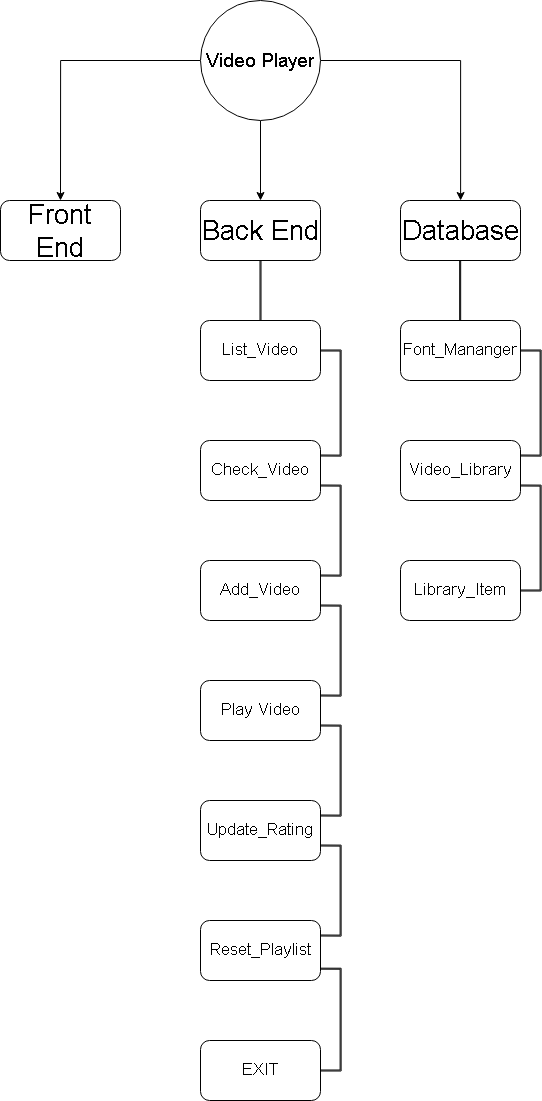 Video Player
Front
End
Back End
Database
List_Video
Font_Mananger
Check_Video
Video_Library
Add_Video
Library_Item
Play Video
Update_Rating
Reset_Playlist
EXIT